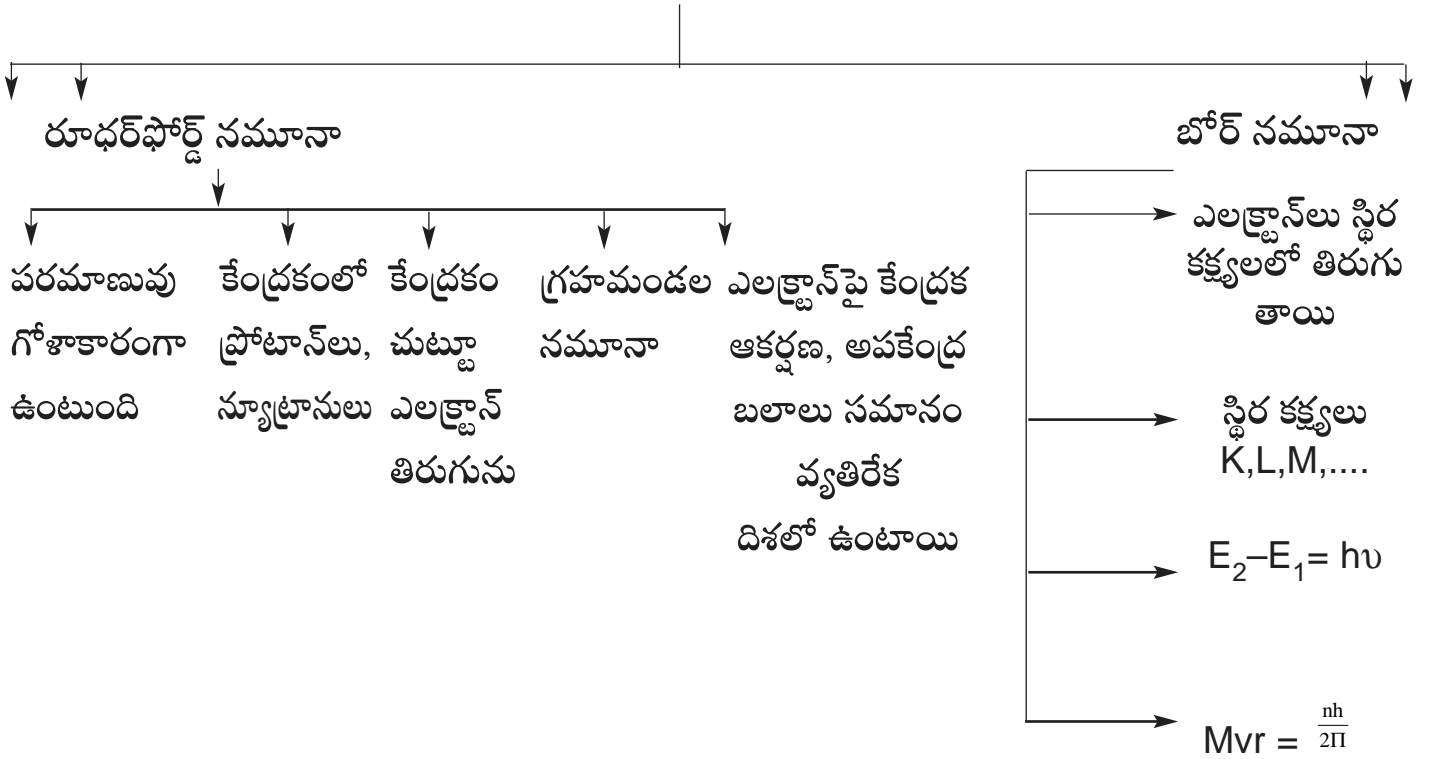 రూధర్‌ఫోర్డ్ నమూనా
పరమాణువు
గోళాకారంగా
ఉంటుంది
కేంద్రకంలో
ప్రోటాన్‌లు,
న్యూట్రానులు
కేంద్రకం
చుట్టూ
ఎలక్ట్రాన్
తిరుగును
గ్రహమండల
నమూనా
ఎలక్ట్రాన్‌పై కేంద్రక
ఆకర్షణ, అపకేంద్ర
బలాలు సమానం
వ్యతిరేక
దిశలో ఉంటాయి
బోర్ నమూనా
ఎలక్ట్రాన్‌లు స్థిర
కక్ష్యలలో తిరుగు
తాయి
స్థిర కక్ష్యలు
K,L,M,....
E₂–E₁= hυ
Mvr = nh/2Π